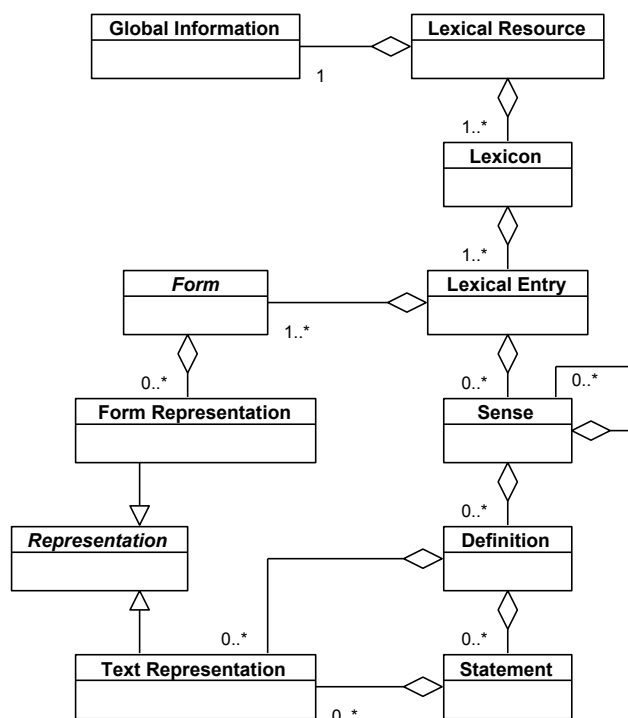 Global Information
Lexical Resource
1
1..*
Lexicon
1..*
Form
Lexical Entry
1..*
0..*
0..*
0..*
Form Representation
Sense
0..*
Representation
Definition
0..*
0..*
Text Representation
Statement
0..*